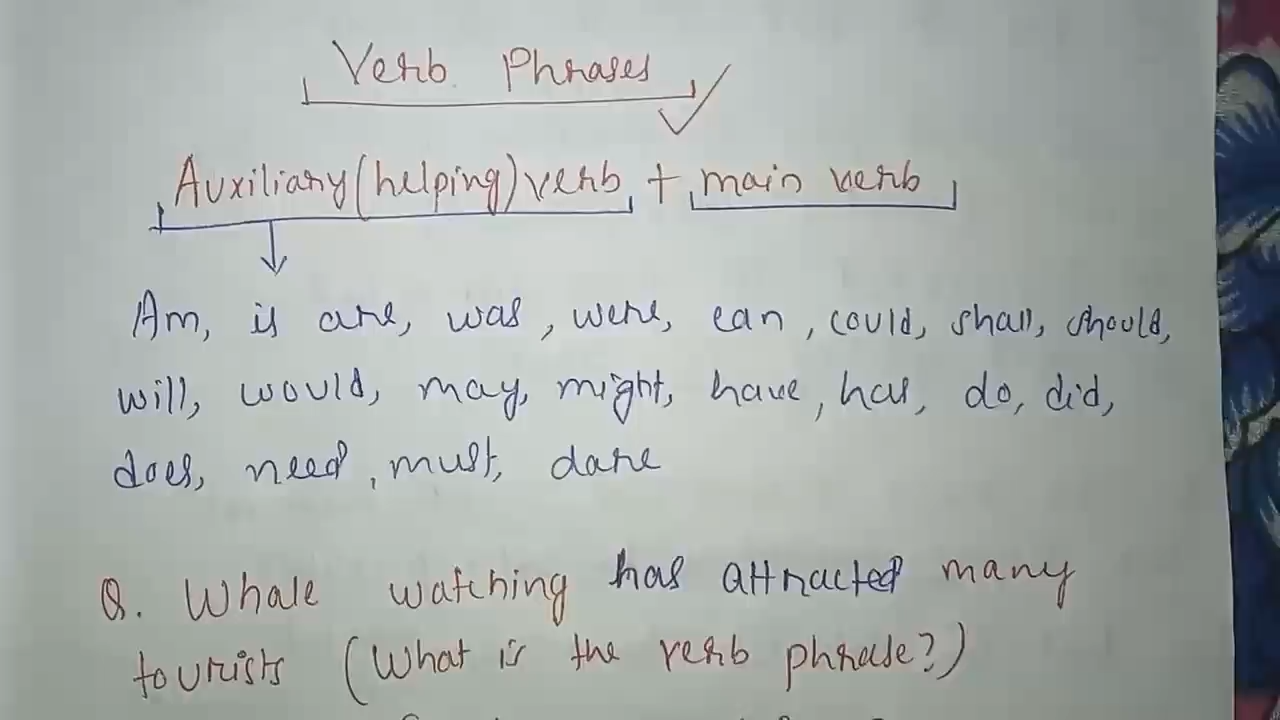 Verb Phrases
Auxiliary (helping) verb + main verb
Am, is are, was, were, can, could, shall, should,
will, would, may, might, have, has, do, did,
does, need, must, dare
Q. Whale watching has attracted many
tourists (What is the verb phrase?)